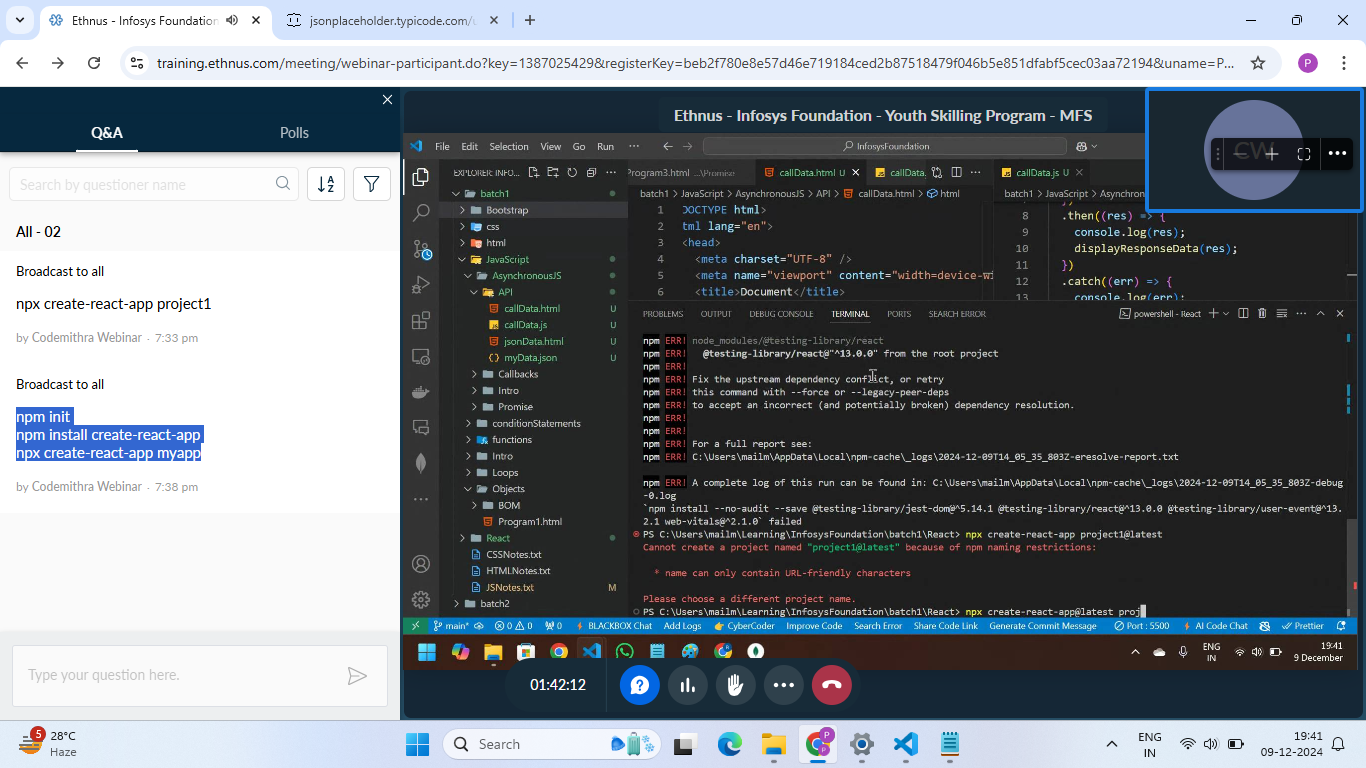 Ethnus - Infosys Foundation
jsonplaceholder.typicode.com/u
training.ethnus.com/meeting/webinar-participant.do?key=1387025429&registerKey=beb2f780e8e57d46e719184ced2b87518479f046b5e851dfabf5cec03aa72194&uname=P...
P
Q&A
Polls
Search by questioner name
All - 02
Broadcast to all
npx create-react-app project1
by Codemithra Webinar - 7:33 pm
Broadcast to all
npm init
npm install create-react-app
npx create-react-app myapp
by Codemithra Webinar - 7:38 pm
Type your question here.
Ethnus - Infosys Foundation - Youth Skilling Program - MFS
CW
File Edit Selection View Go Run ...
InfosysFoundation
EXPLORER: INFO...
batch1
Bootstrap
css
html
JavaScript
AsynchronousJS
API
callData.html U
callData.js U
jsonData.html U
myData.json U
Callbacks
Intro
Promise
conditionStatements
functions
Intro
Loops
Objects
BOM
Program1.html
React
CSSNotes.txt
HTMLNotes.txt
JSNotes.txt M
batch2
Program3.html ...\Promise
callData.html U
callData.
callData.js U
batch1 > JavaScript > AsynchronousJS > API > callData.html > html
1 DOCTYPE html>
2 tml lang="en">
3 <head>
4 <meta charset="UTF-8" />
5 <meta name="viewport" content="width=device-wi
6 <title>Document</title>
batch1 > JavaScript > Asynchron
8 .then((res) => {
9 console.log(res);
10 displayResponseData(res);
11 })
12 .catch((err) => {
13 console.log(err);
PROBLEMS OUTPUT DEBUG CONSOLE TERMINAL PORTS SEARCH ERROR
powershell - React
npm ERR! node_modules/@testing-library/react
npm ERR!   @testing-library/react@"^13.0.0" from the root project
npm ERR!
npm ERR! Fix the upstream dependency conflict, or retry
npm ERR! this command with --force or --legacy-peer-deps
npm ERR! to accept an incorrect (and potentially broken) dependency resolution.
npm ERR!
npm ERR!
npm ERR! For a full report see:
npm ERR! C:\Users\mailm\AppData\Local\npm-cache\_logs\2024-12-09T14_05_35_803Z-eresolve-report.txt
npm ERR! A complete log of this run can be found in: C:\Users\mailm\AppData\Local\npm-cache\_logs\2024-12-09T14_05_35_803Z-debug
-0.log
`npm install --no-audit --save @testing-library/jest-dom@^5.14.1 @testing-library/react@^13.0.0 @testing-library/user-event@^13.
2.1 web-vitals@^2.1.0` failed
PS C:\Users\mailm\Learning\InfosysFoundation\batch1\React> npx create-react-app project1@latest
Cannot create a project named "project1@latest" because of npm naming restrictions:
* name can only contain URL-friendly characters
Please choose a different project name.
PS C:\Users\mailm\Learning\InfosysFoundation\batch1\React> npx create-react-app@latest proj
main* 0 0 0 BLACKBOX Chat Add Logs CyberCoder Improve Code Search Error Share Code Link Generate Commit Message Port : 5500 AI Code Chat Prettier
ENG
IN
19:41
9 December
01:42:12
5
28°C
Haze
Search
ENG
IN
19:41
09-12-2024